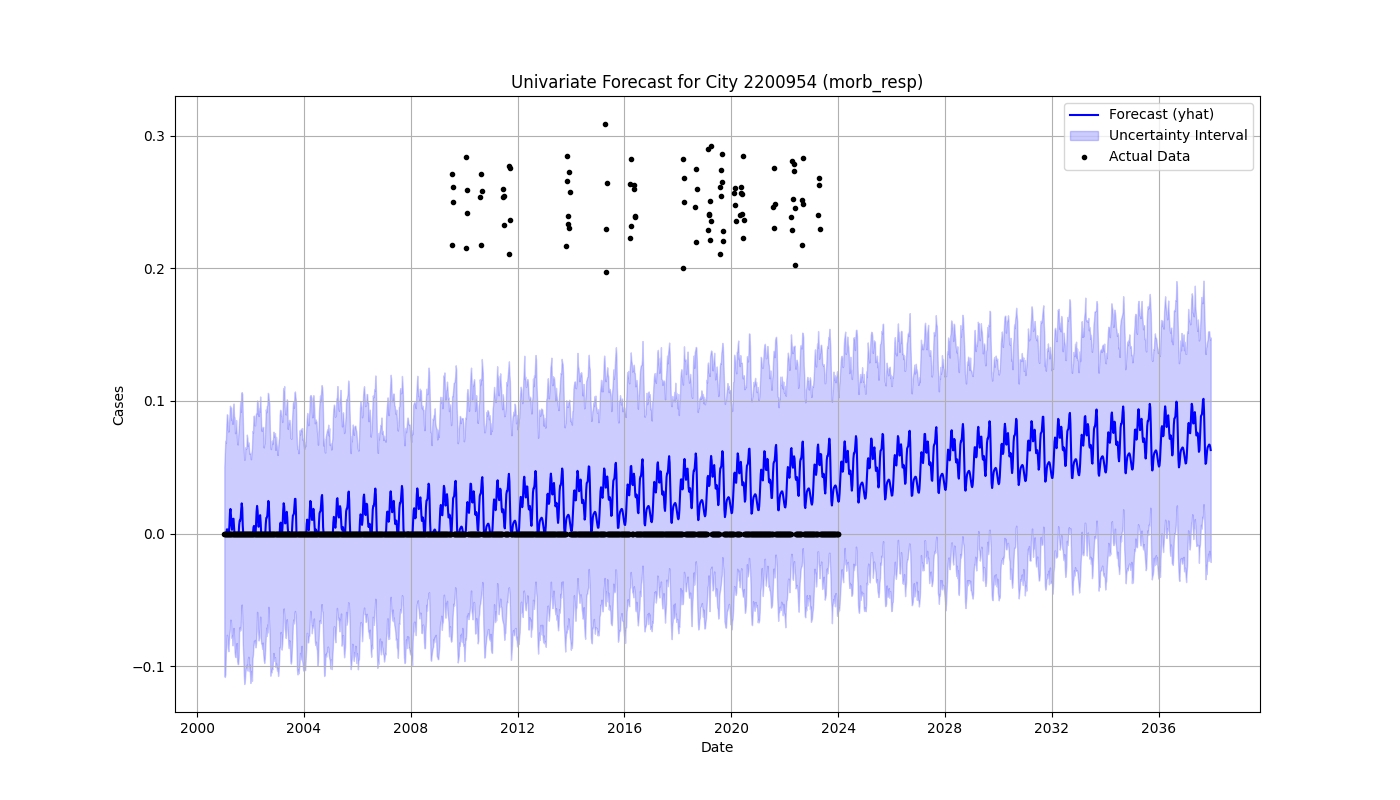 Univariate Forecast for City 2200954 (morb_resp)
Forecast (yhat)
Uncertainty Interval
Actual Data
Cases
0.3
0.2
0.1
0.0
−0.1
2000 2004 2008 2012 2016 2020 2024 2028 2032 2036
Date